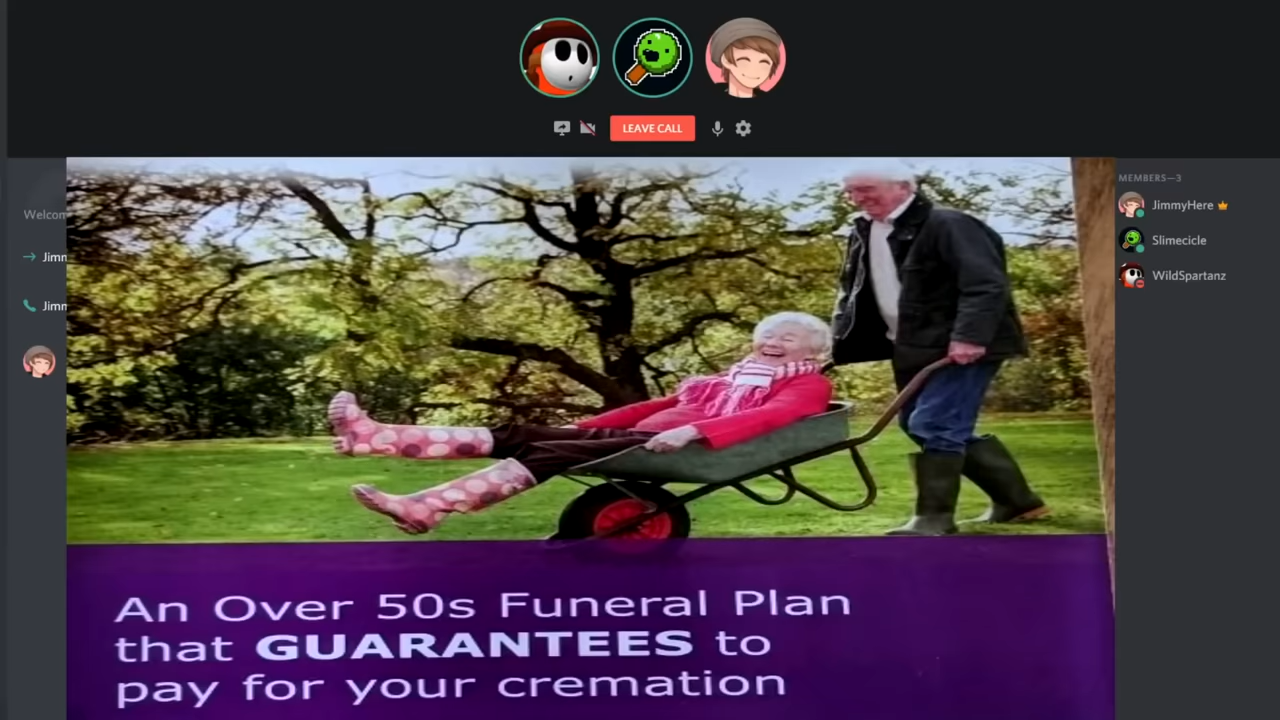 LEAVE CALL
MEMBERS—3
JimmyHere
Slimecicle
WildSpartanz
Welcom
Jimm
Jimm
An Over 50s Funeral Plan
that GUARANTEES to
pay for your cremation